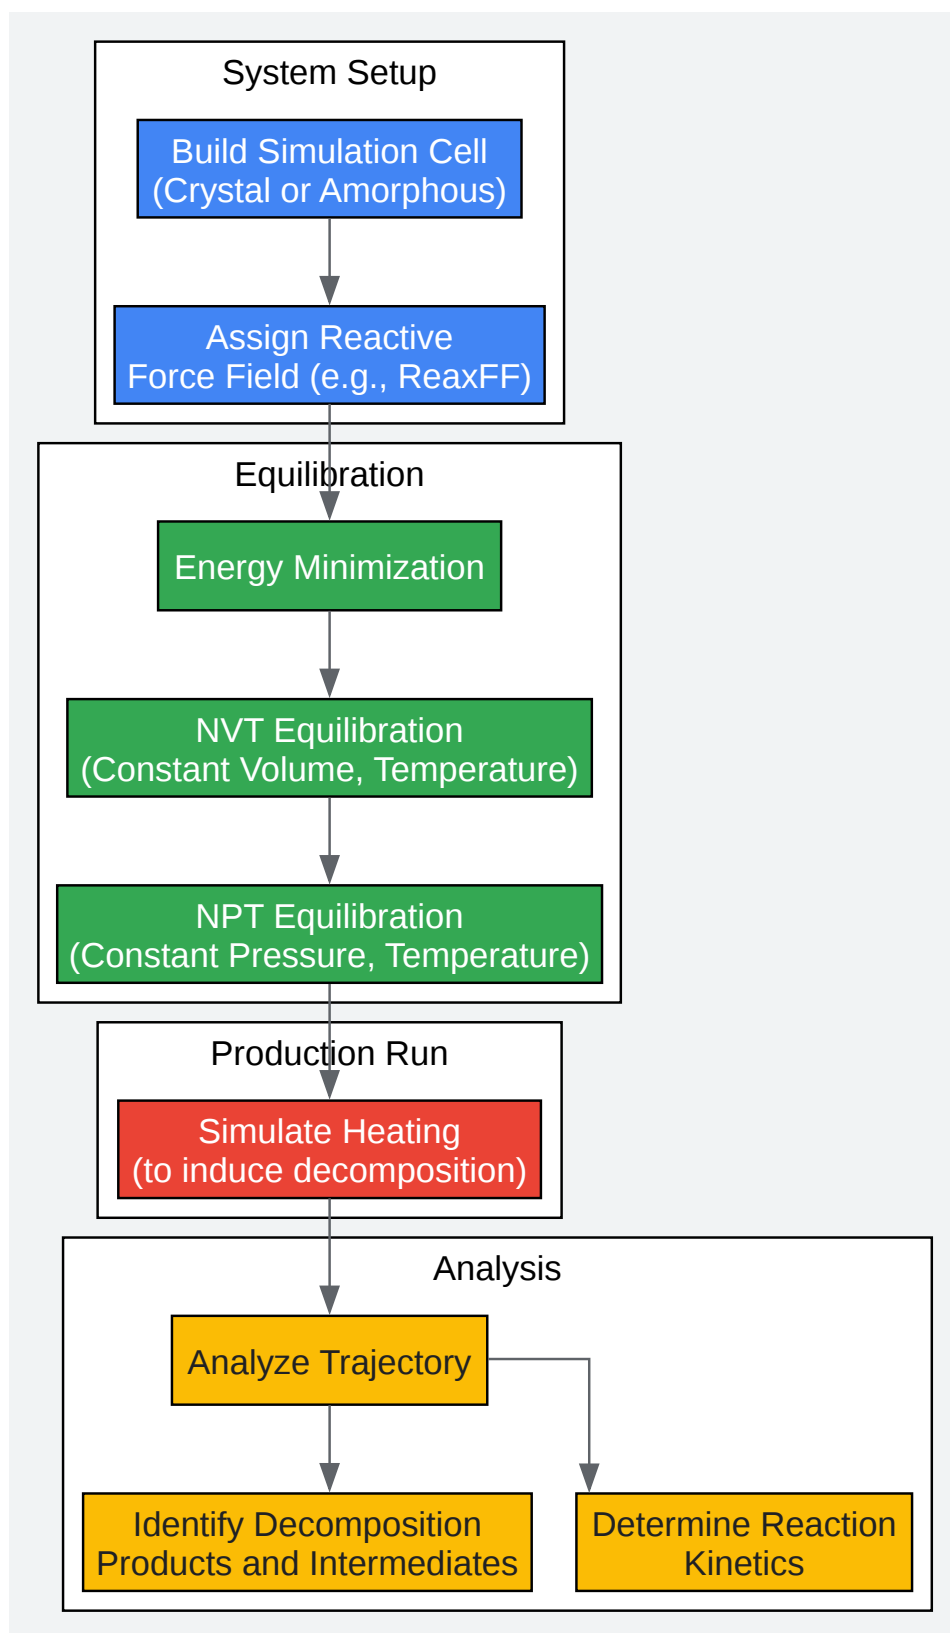 System Setup
Build Simulation Cell
(Crystal or Amorphous)
Assign Reactive
Force Field (e.g., ReaxFF)
Equilibration
Energy Minimization
NVT Equilibration
(Constant Volume, Temperature)
NPT Equilibration
(Constant Pressure, Temperature)
Production Run
Simulate Heating
(to induce decomposition)
Analysis
Analyze Trajectory
Identify Decomposition
Products and Intermediates
Determine Reaction
Kinetics